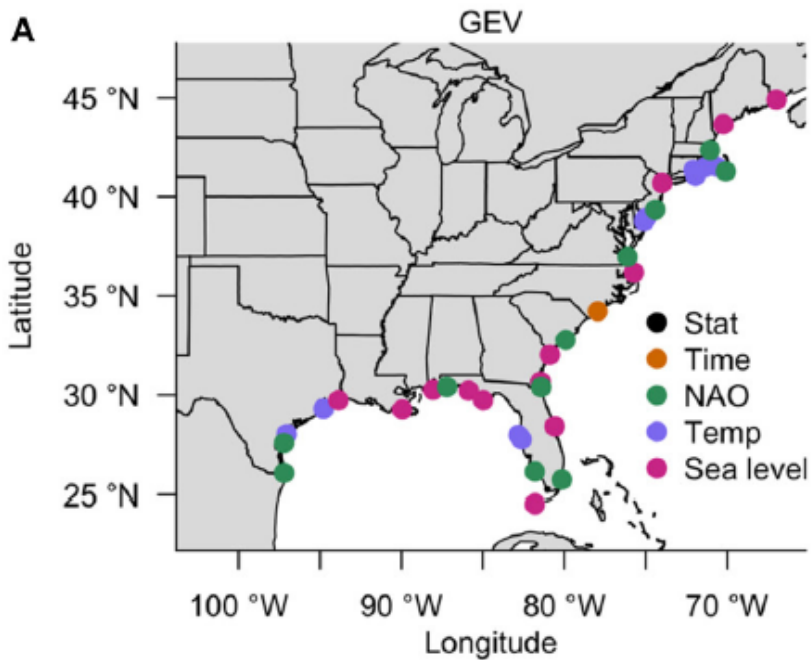 A
GEV
45 °N
40 °N
35 °N
30 °N
25 °N
Latitude
Stat
Time
NAO
Temp
Sea level
100 °W
90 °W
80 °W
70 °W
Longitude